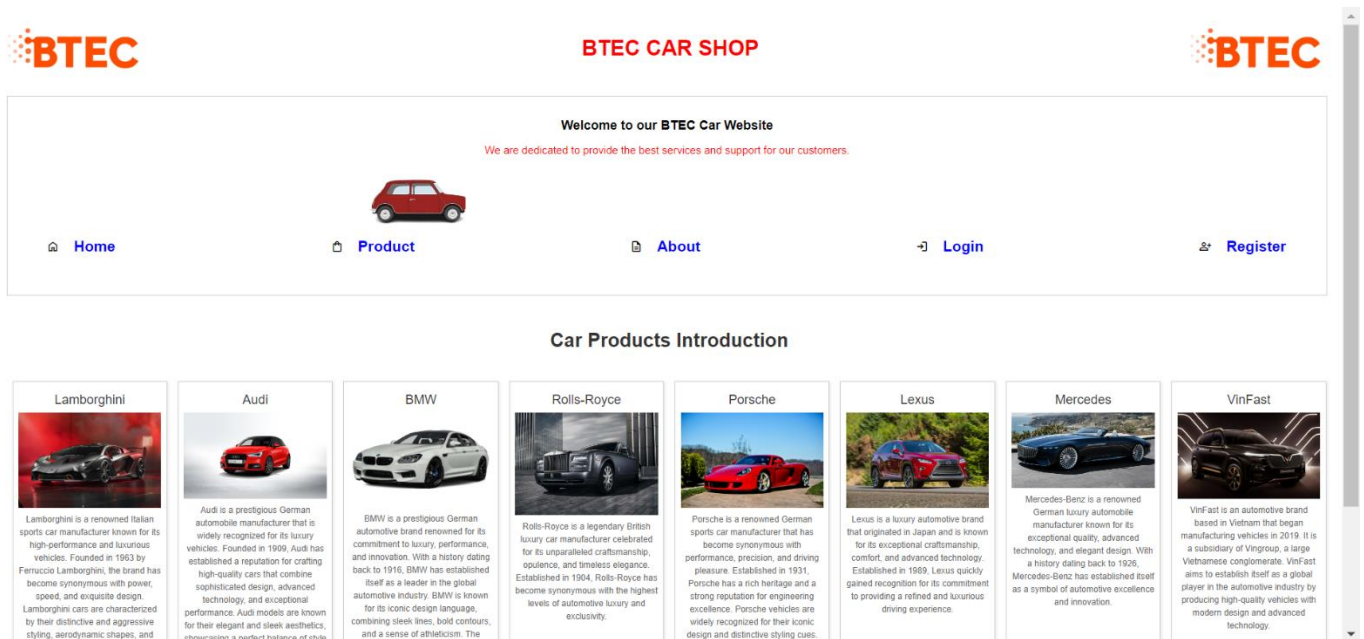 BTEC
BTEC CAR SHOP
BTEC
Welcome to our BTEC Car Website
We are dedicated to provide the best services and support for our customers.
Home
Product
About
Login
Register
Car Products Introduction
Lamborghini
Lamborghini is a renowned Italian
sports car manufacturer known for its
high-performance and luxurious
vehicles. Founded in 1963 by
Ferruccio Lamborghini, the brand has
become synonymous with power,
speed, and exquisite design.
Lamborghini cars are characterized
by their distinctive and aggressive
styling, aerodynamic shapes, and
Audi
Audi is a prestigious German
automobile manufacturer that is
widely recognized for its luxury
vehicles. Founded in 1909, Audi has
established a reputation for crafting
high-quality cars that combine
sophisticated design, advanced
technology, and exceptional
performance. Audi models are known
for their elegant and sleek aesthetics,
showcasing a perfect balance of style
BMW
BMW is a prestigious German
automotive brand renowned for its
commitment to luxury, performance,
and innovation. With a history dating
back to 1916, BMW has established
itself as a leader in the global
automotive industry. BMW is known
for its iconic design language,
combining sleek lines, bold contours,
and a sense of athleticism. The
Rolls-Royce
Rolls-Royce is a legendary British
luxury car manufacturer celebrated
for its unparalleled craftsmanship,
opulence, and timeless elegance.
Established in 1904, Rolls-Royce has
become synonymous with the highest
levels of automotive luxury and
exclusivity.
Porsche
Porsche is a renowned German
sports car manufacturer that has
become synonymous with
performance, precision, and driving
pleasure. Established in 1931,
Porsche has a rich heritage and a
strong reputation for engineering
excellence. Porsche vehicles are
widely recognized for their iconic
design and distinctive styling cues.
Lexus
Lexus is a luxury automotive brand
that originated in Japan and is known
for its exceptional craftsmanship,
comfort, and advanced technology.
Established in 1989, Lexus quickly
gained recognition for its commitment
to providing a refined and luxurious
driving experience.
Mercedes
Mercedes-Benz is a renowned
German luxury automobile
manufacturer known for its
exceptional quality, advanced
technology, and elegant design. With
a history dating back to 1926,
Mercedes-Benz has established itself
as a symbol of automotive excellence
and innovation.
VinFast
VinFast is an automotive brand
based in Vietnam that began
manufacturing vehicles in 2019. It is
a subsidiary of Vingroup, a large
Vietnamese conglomerate. VinFast
aims to establish itself as a global
player in the automotive industry by
producing high-quality vehicles with
modern design and advanced
technology.